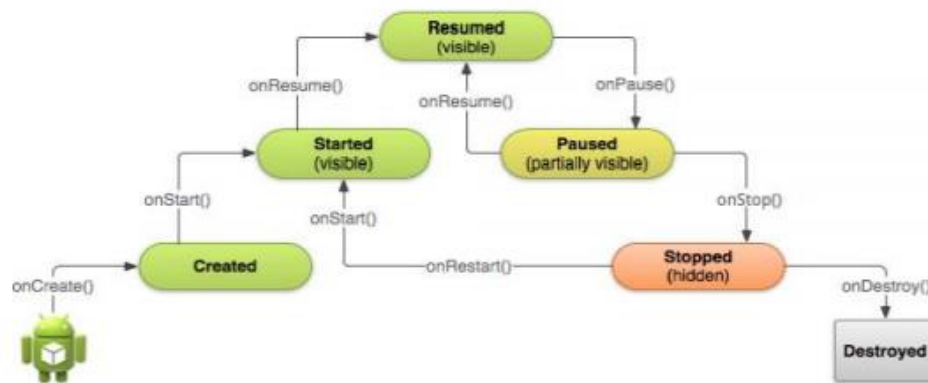 Resumed
(visible)
onResume()
onResume()
onPause()
Started
(visible)
Paused
(partially visible)
onStart()
onStart()
onStop()
Created
onRestart()
Stopped
(hidden)
onCreate()
onDestroy()
Destroyed